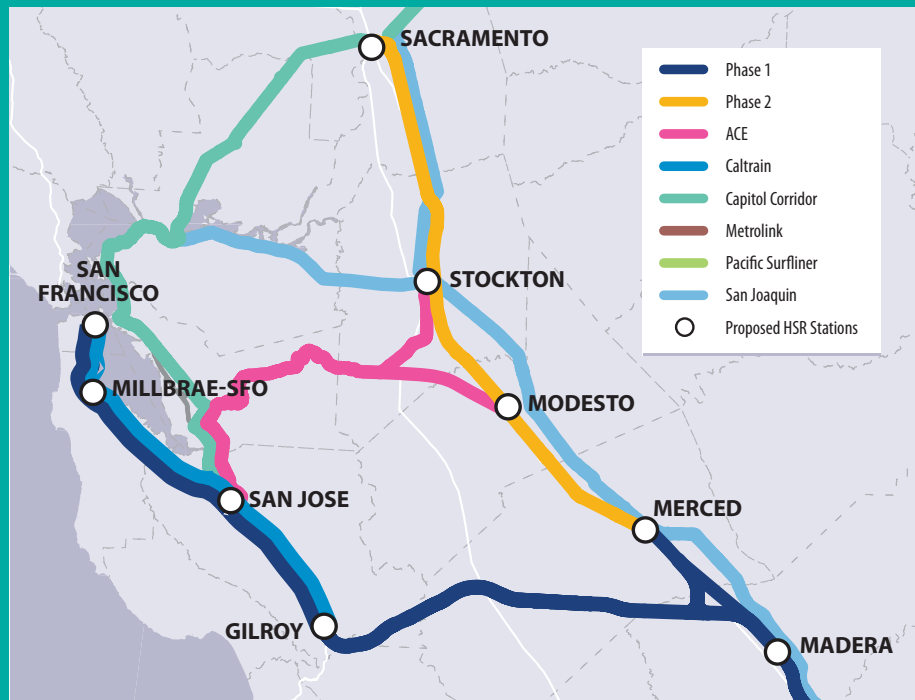 SACRAMENTO
Phase 1
Phase 2
ACE
Caltrain
Capitol Corridor
Metrolink
Pacific Surfliner
San Joaquin
Proposed HSR Stations
SAN
FRANCISCO
STOCKTON
MILLBRAE-SFO
MODESTO
SAN JOSE
MERCED
GILROY
MADERA